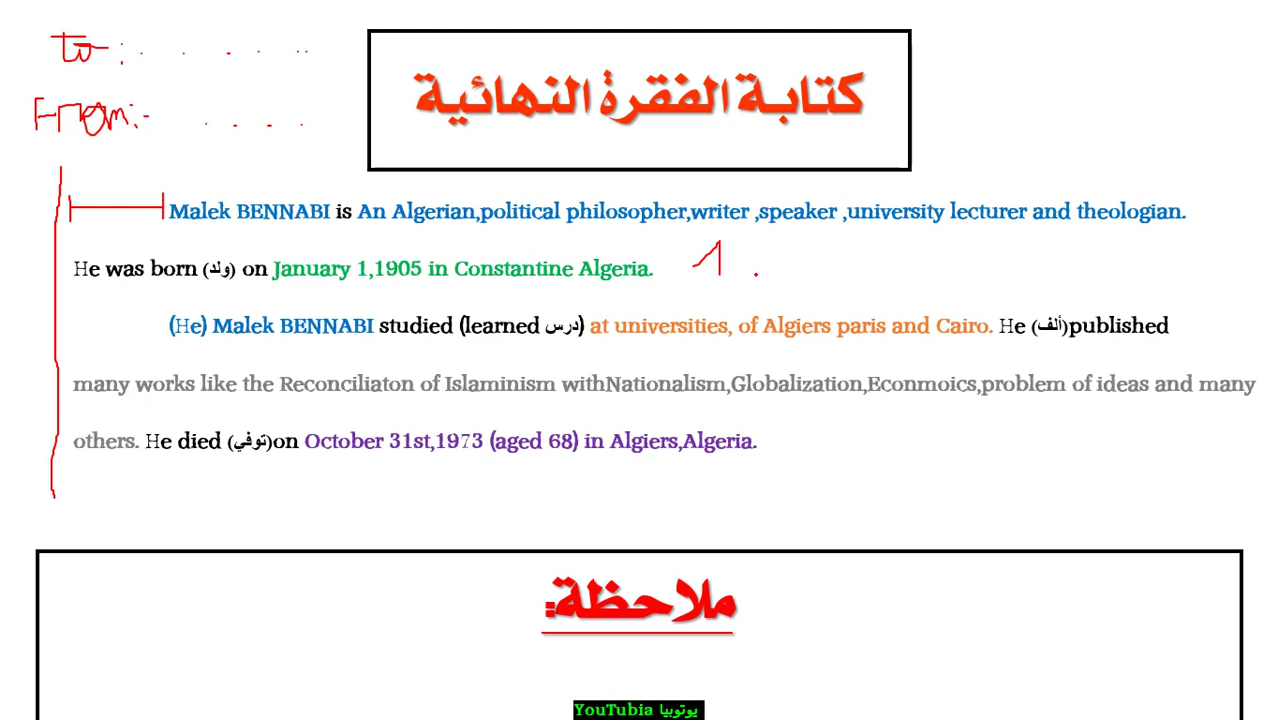 to: . . . . . .
From:- . . . .
كتابة الفقرة النهائية
Malek BENNABI is An Algerian,political philosopher,writer ,speaker ,university lecturer and theologian.
He was born (ولد) on January 1,1905 in Constantine Algeria. 1 .
(He) Malek BENNABI studied (learned درس) at universities, of Algiers paris and Cairo. He (ألف)published
many works like the Reconciliaton of Islaminism withNationalism,Globalization,Econmoics,problem of ideas and many
others. He died (توفي)on October 31st,1973 (aged 68) in Algiers,Algeria.
ملاحظة:
YouTubia يوتوبيا